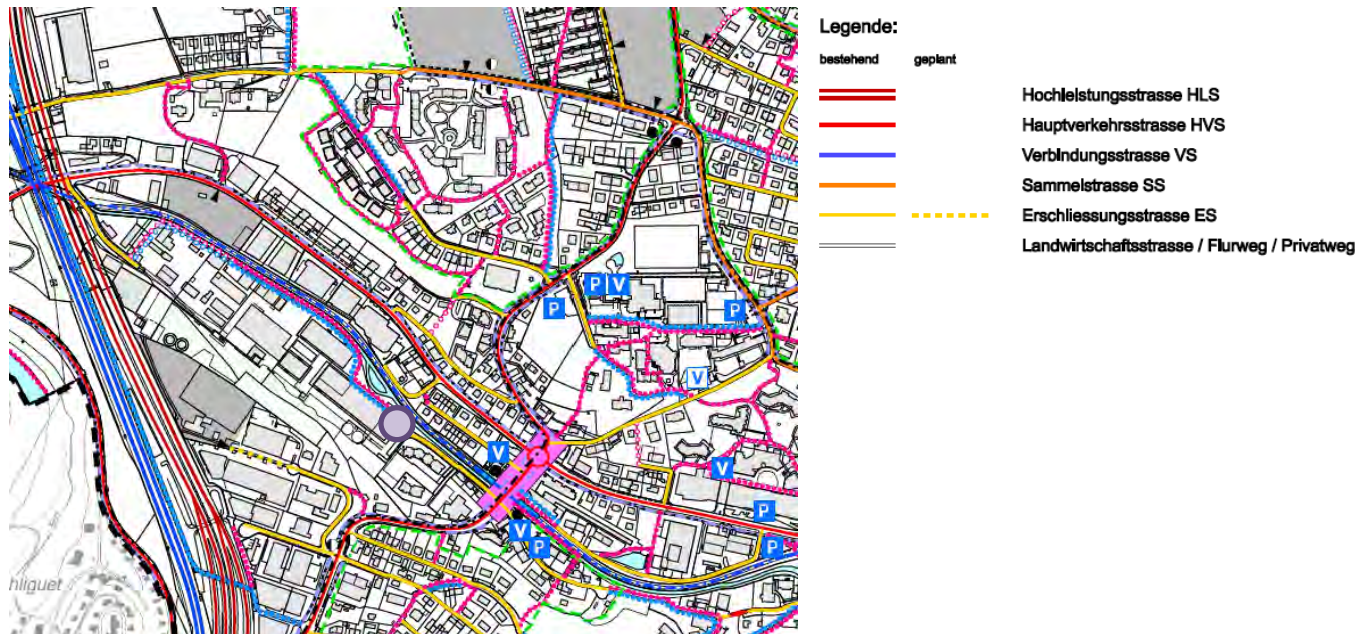 Legende:
bestehend geplant
Hochleistungsstrasse HLS
Hauptverkehrsstrasse HVS
Verbindungsstrasse VS
Sammelstrasse SS
Erschliessungsstrasse ES
Landwirtschaftsstrasse / Flurweg / Privatweg
P V
P
P
V
V
V
P
V
P
P
hliguet